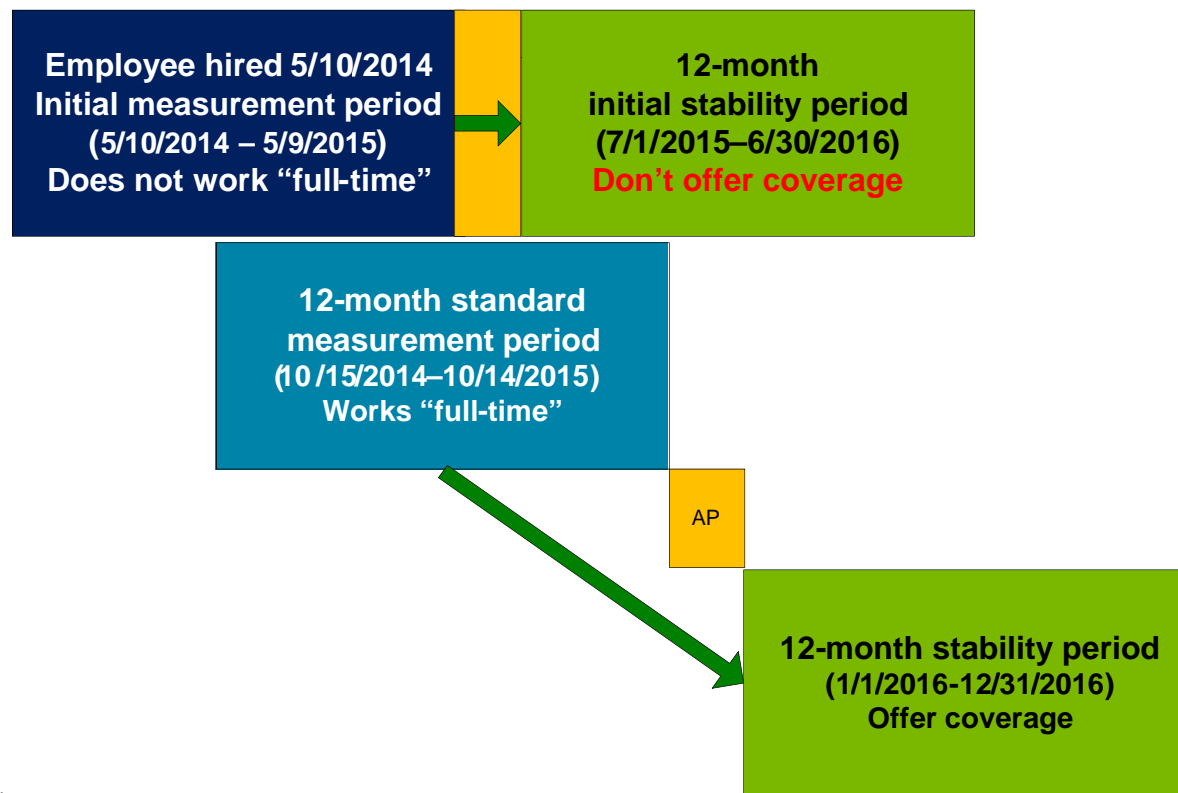 Employee hired 5/10/2014
Initial measurement period
(5/10/2014 – 5/9/2015)
Does not work “full-time”
12-month
initial stability period
(7/1/2015–6/30/2016)
Don’t offer coverage
12-month standard
measurement period
(10 /15/2014–10/14/2015)
Works “full-time”
AP
12-month stability period
(1/1/2016-12/31/2016)
Offer coverage